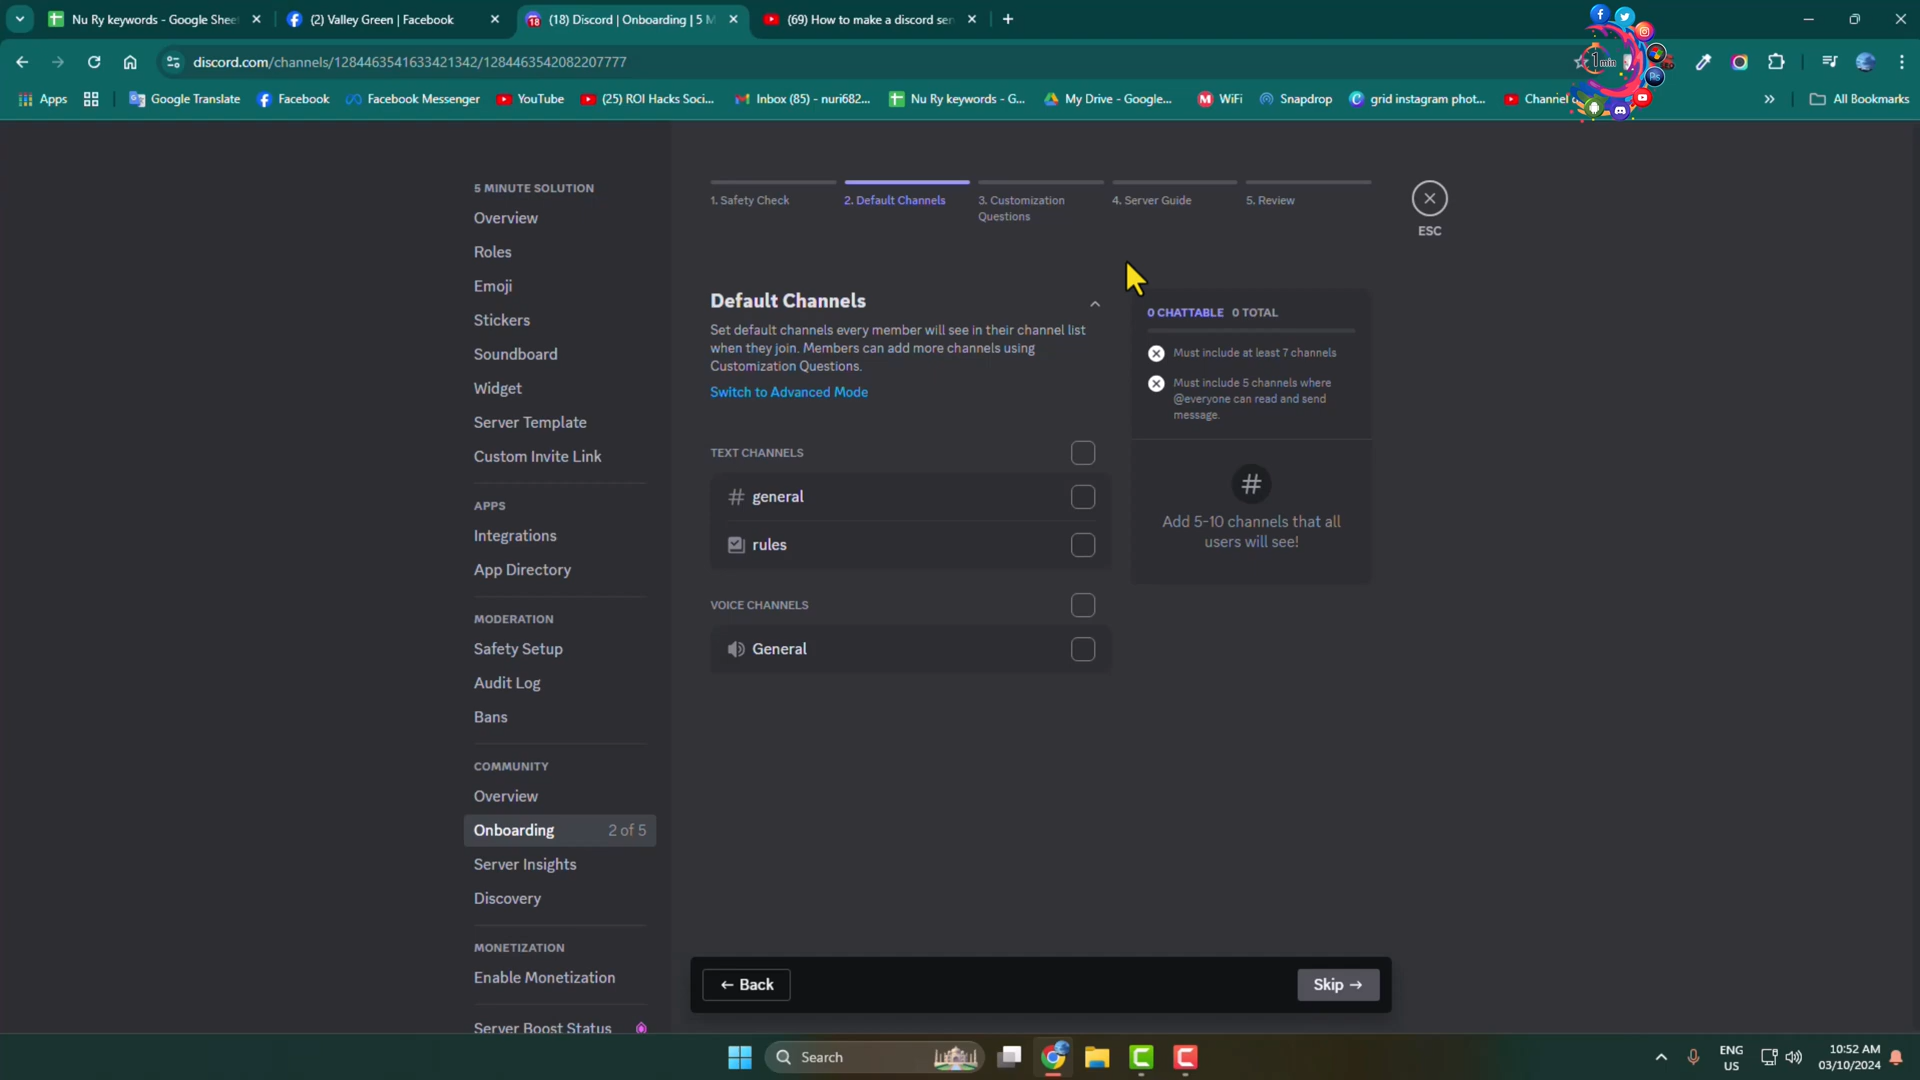 Nu Ry keywords - Google Shee
(2) Valley Green | Facebook
(18) Discord | Onboarding | 5 M
(69) How to make a discord ser
discord.com/channels/1284463541633421342/1284463542082207777
1 min
Apps
Google Translate
Facebook
Facebook Messenger
YouTube
(25) ROI Hacks Soci...
Inbox (85) - nuri682...
Nu Ry keywords - G...
My Drive - Google...
WiFi
Snapdrop
grid instagram phot...
Channel
All Bookmarks
5 MINUTE SOLUTION
Overview
Roles
Emoji
Stickers
Soundboard
Widget
Server Template
Custom Invite Link
APPS
Integrations
App Directory
MODERATION
Safety Setup
Audit Log
Bans
COMMUNITY
Overview
Onboarding 2 of 5
Server Insights
Discovery
MONETIZATION
Enable Monetization
Server Boost Status
1. Safety Check
2. Default Channels
3. Customization
Questions
4. Server Guide
5. Review
ESC
Default Channels
Set default channels every member will see in their channel list
when they join. Members can add more channels using
Customization Questions.
Switch to Advanced Mode
TEXT CHANNELS
general
rules
VOICE CHANNELS
General
0 CHATTABLE 0 TOTAL
Must include at least 7 channels
Must include 5 channels where
@everyone can read and send
message.
#
Add 5-10 channels that all
users will see!
← Back
Skip →
Search
ENG
US
10:52 AM
03/10/2024